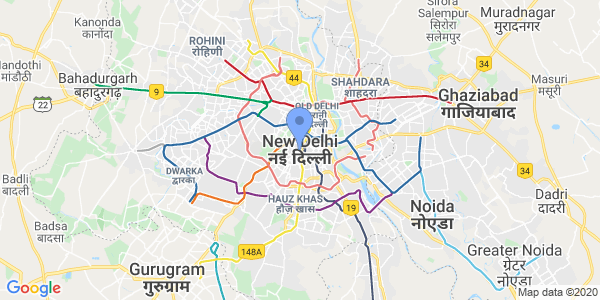 Kanonda
कानोंदा
ROHINI
रोहिणी
Sirora
Salempur
सिरोरा
सलेमपुर
Muradnagar
मुरादनगर
andothi
मांडोठी
Bahadurgarh
बहादुरगढ़
22
9
44
SHAHDARA
शाहदरा
34
Ghaziabad
गाजियाबाद
Masuri
मसूरी
OLD DELHI
New Delhi
नई दिल्ली
DWARKA
द्वारका
Badli
बादली
34
Dadri
दादरी
HAUZ KHAS
हौज़ खास
19
Noida
नोएडा
Badsa
बाढसा
148A
Gurugram
गुरुग्राम
Greater Noida
ग्रेटर
नोएडा
Google
Map data ©2020